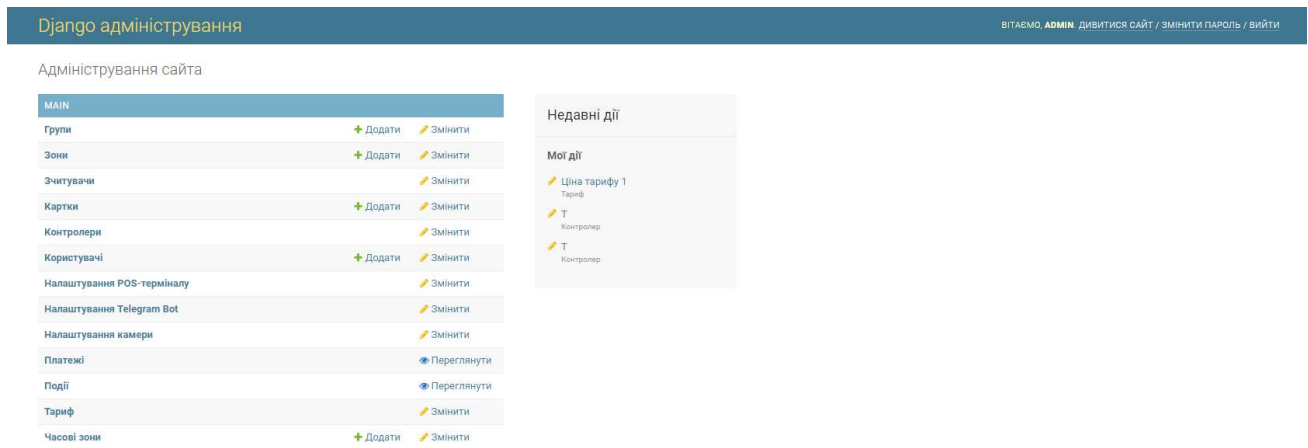 Django адміністрування
ВІТАЄМО, ADMIN. ДИВИТИСЯ САЙТ / ЗМІНИТИ ПАРОЛЬ / ВИЙТИ
Адміністрування сайта
MAIN
Групи Додати Змінити
Зони Додати Змінити
Зчитувачи Змінити
Картки Додати Змінити
Контролери Змінити
Користувачі Додати Змінити
Налаштування POS-терміналу Змінити
Налаштування Telegram Bot Змінити
Налаштування камери Змінити
Платежі Переглянути
Події Переглянути
Тариф Змінити
Часові зони Додати Змінити
Недавні дії
Мої дії
Ціна тарифу 1
Тариф
Т
Контролер
Т
Контролер